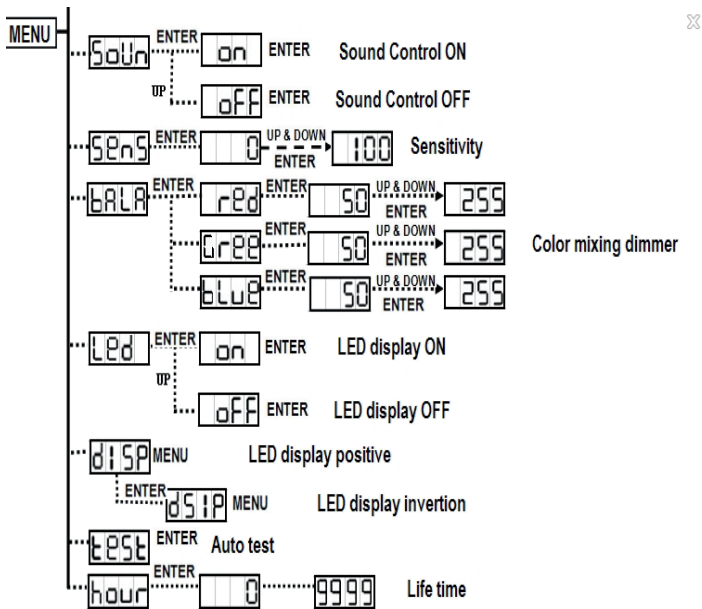 MENU SoUn ENTER on ENTER Sound Control ON
UP oFF ENTER Sound Control OFF
SEnS ENTER 0 UP & DOWN ENTER 100 Sensitivity
bALA ENTER rEd ENTER 50 UP & DOWN ENTER 255
GrEE ENTER 50 UP & DOWN ENTER 255 Color mixing dimmer
bLuE ENTER 50 UP & DOWN ENTER 255
LEd ENTER on ENTER LED display ON
UP oFF ENTER LED display OFF
dISP MENU LED display positive
ENTER dSIP MENU LED display invertion
tESt ENTER Auto test
hour ENTER 0 9999 Life time